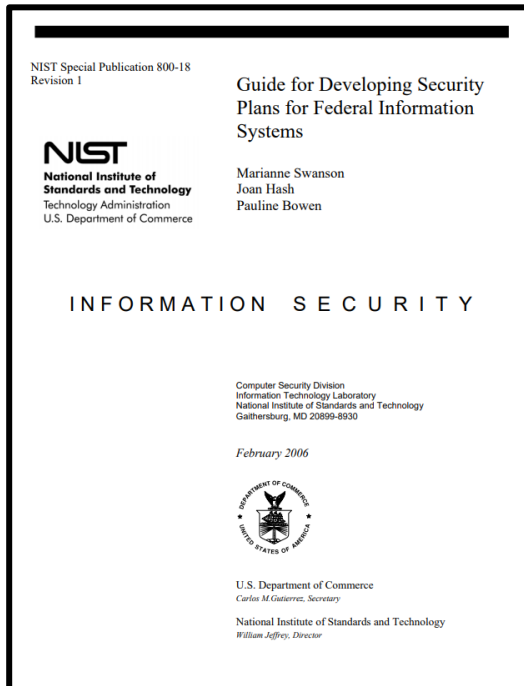 NIST Special Publication 800-18
Revision 1
Guide for Developing Security
Plans for Federal Information
Systems
NIST
National Institute of
Standards and Technology
Technology Administration
U.S. Department of Commerce
Marianne Swanson
Joan Hash
Pauline Bowen
INFORMATION SECURITY
Computer Security Division
Information Technology Laboratory
National Institute of Standards and Technology
Gaithersburg, MD 20899-8930
February 2006
DEPARTMENT OF COMMERCE
UNITED STATES OF AMERICA
U.S. Department of Commerce
Carlos M.Gutierrez, Secretary
National Institute of Standards and Technology
William Jeffrey, Director